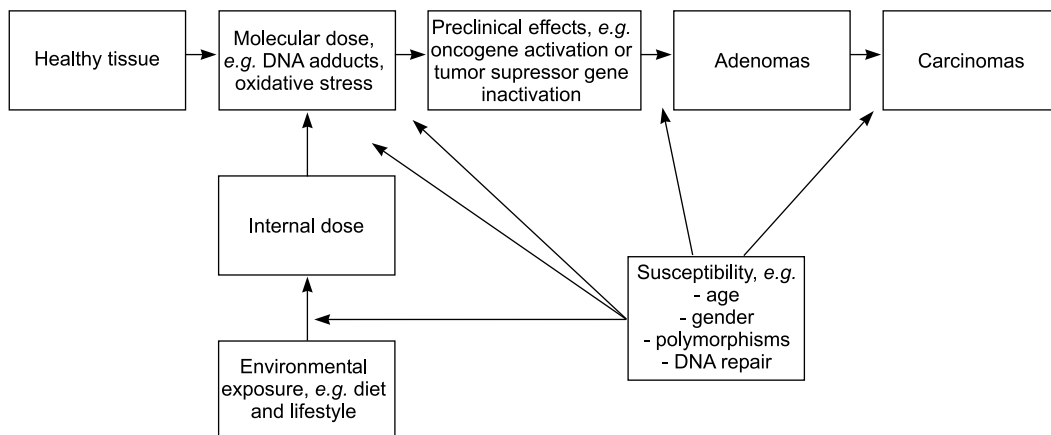 Healthy tissue
Molecular dose,
e.g. DNA adducts,
oxidative stress
Preclinical effects, e.g.
oncogene activation or
tumor supressor gene
inactivation
Adenomas
Carcinomas
Internal dose
Susceptibility, e.g.
- age
- gender
- polymorphisms
- DNA repair
Environmental
exposure, e.g. diet
and lifestyle